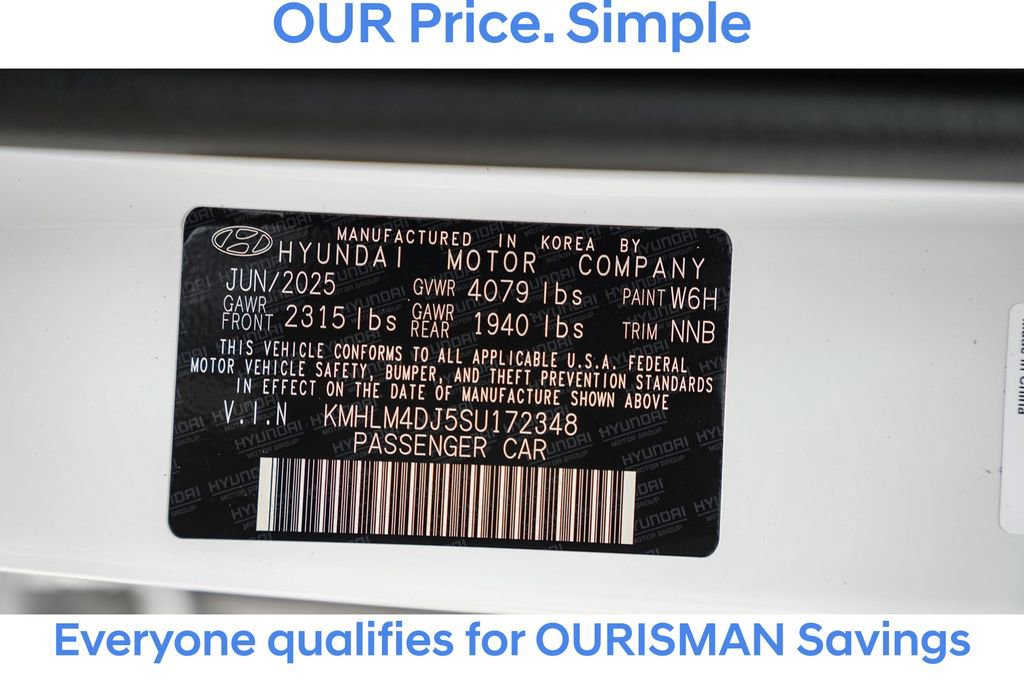 OUR Price. Simple
MANUFACTURED IN KOREA BY
HYUNDAI MOTOR COMPANY
JUN/2025 GVWR 4079 lbs PAINT W6H
GAWR FRONT 2315 lbs GAWR REAR 1940 lbs TRIM NNB
THIS VEHICLE CONFORMS TO ALL APPLICABLE U.S.A. FEDERAL
MOTOR VEHICLE SAFETY, BUMPER, AND THEFT PREVENTION STANDARDS
IN EFFECT ON THE DATE OF MANUFACTURE SHOWN ABOVE
V.I.N KMHLM4DJ5SU172348
PASSENGER CAR
Everyone qualifies for OURISMAN Savings